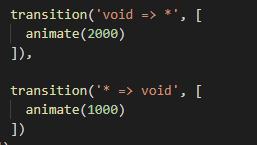 transition('void => *', [
  animate(2000)
]),
transition('* => void', [
  animate(1000)
])